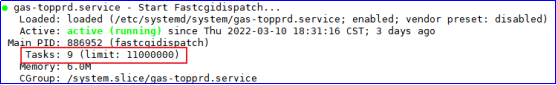 ● gas-topprd.service - Start Fastcgidispatch...
Loaded: loaded (/etc/systemd/system/gas-topprd.service; enabled; vendor preset: disabled)
Active: active (running) since Thu 2022-03-10 18:31:16 CST; 3 days ago
Main PID: 886952 (fastcgidispatch)
Tasks: 9 (limit: 11000000)
Memory: 6.0M
CGroup: /system.slice/gas-topprd.service